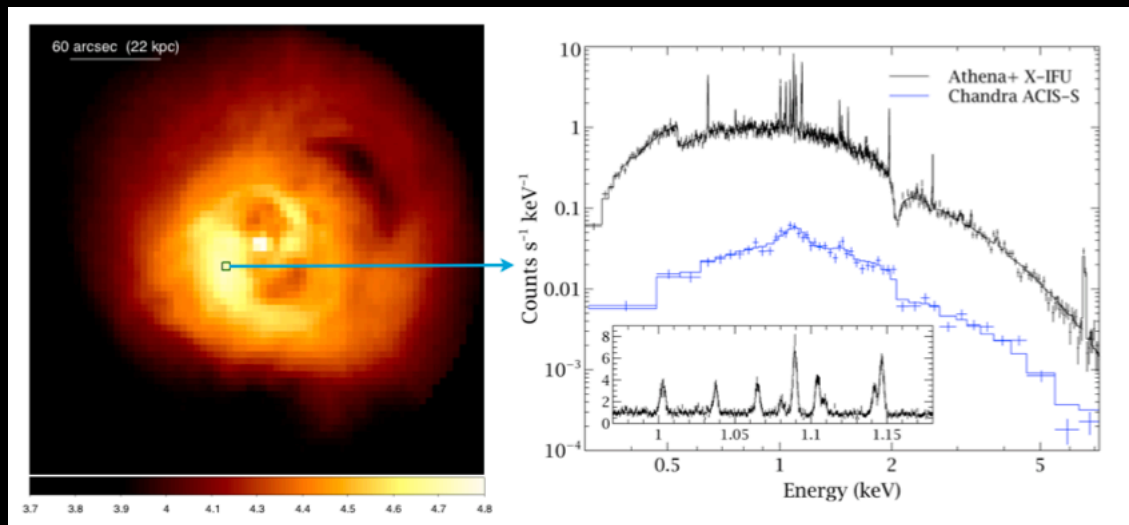 60 arcsec (22 kpc)
3.7 3.8 3.9 4 4.1 4.2 4.3 4.4 4.5 4.6 4.7 4.8
10
1
0.1
0.01
10⁻³
10⁻⁴
Counts s⁻¹ keV⁻¹
Athena+ X-IFU
Chandra ACIS-S
8
6
4
2
0
1 1.05 1.1 1.15
0.5 1 2 5
Energy (keV)